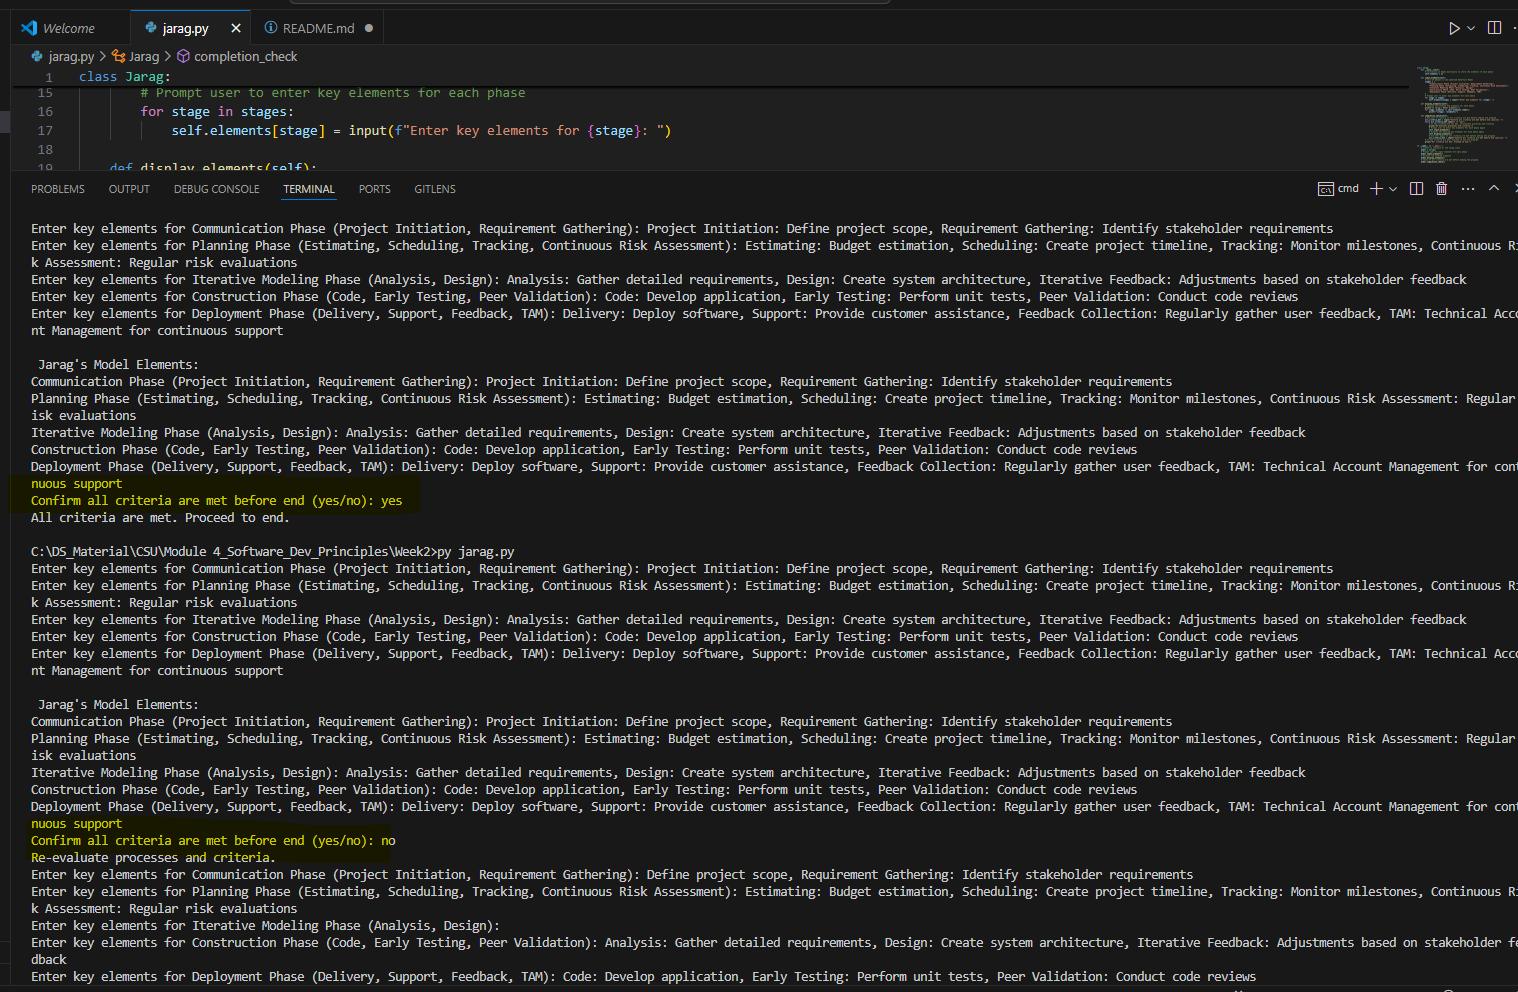 Welcome
jarag.py
README.md
jarag.py > Jarag > completion_check
1 class Jarag:
15 # Prompt user to enter key elements for each phase
16 for stage in stages:
17 self.elements[stage] = input(f"Enter key elements for {stage}: ")
18
19 def display_elements(self):
PROBLEMS OUTPUT DEBUG CONSOLE TERMINAL PORTS GITLENS
cmd
Enter key elements for Communication Phase (Project Initiation, Requirement Gathering): Project Initiation: Define project scope, Requirement Gathering: Identify stakeholder requirements
Enter key elements for Planning Phase (Estimating, Scheduling, Tracking, Continuous Risk Assessment): Estimating: Budget estimation, Scheduling: Create project timeline, Tracking: Monitor milestones, Continuous Ri
k Assessment: Regular risk evaluations
Enter key elements for Iterative Modeling Phase (Analysis, Design): Analysis: Gather detailed requirements, Design: Create system architecture, Iterative Feedback: Adjustments based on stakeholder feedback
Enter key elements for Construction Phase (Code, Early Testing, Peer Validation): Code: Develop application, Early Testing: Perform unit tests, Peer Validation: Conduct code reviews
Enter key elements for Deployment Phase (Delivery, Support, Feedback, TAM): Delivery: Deploy software, Support: Provide customer assistance, Feedback Collection: Regularly gather user feedback, TAM: Technical Acco
nt Management for continuous support
Jarag's Model Elements:
Communication Phase (Project Initiation, Requirement Gathering): Project Initiation: Define project scope, Requirement Gathering: Identify stakeholder requirements
Planning Phase (Estimating, Scheduling, Tracking, Continuous Risk Assessment): Estimating: Budget estimation, Scheduling: Create project timeline, Tracking: Monitor milestones, Continuous Risk Assessment: Regular
isk evaluations
Iterative Modeling Phase (Analysis, Design): Analysis: Gather detailed requirements, Design: Create system architecture, Iterative Feedback: Adjustments based on stakeholder feedback
Construction Phase (Code, Early Testing, Peer Validation): Code: Develop application, Early Testing: Perform unit tests, Peer Validation: Conduct code reviews
Deployment Phase (Delivery, Support, Feedback, TAM): Delivery: Deploy software, Support: Provide customer assistance, Feedback Collection: Regularly gather user feedback, TAM: Technical Account Management for cont
nuous support
Confirm all criteria are met before end (yes/no): yes
All criteria are met. Proceed to end.
C:\DS_Material\CSU\Module 4_Software_Dev_Principles\Week2>py jarag.py
Enter key elements for Communication Phase (Project Initiation, Requirement Gathering): Project Initiation: Define project scope, Requirement Gathering: Identify stakeholder requirements
Enter key elements for Planning Phase (Estimating, Scheduling, Tracking, Continuous Risk Assessment): Estimating: Budget estimation, Scheduling: Create project timeline, Tracking: Monitor milestones, Continuous Ri
k Assessment: Regular risk evaluations
Enter key elements for Iterative Modeling Phase (Analysis, Design): Analysis: Gather detailed requirements, Design: Create system architecture, Iterative Feedback: Adjustments based on stakeholder feedback
Enter key elements for Construction Phase (Code, Early Testing, Peer Validation): Code: Develop application, Early Testing: Perform unit tests, Peer Validation: Conduct code reviews
Enter key elements for Deployment Phase (Delivery, Support, Feedback, TAM): Delivery: Deploy software, Support: Provide customer assistance, Feedback Collection: Regularly gather user feedback, TAM: Technical Acco
nt Management for continuous support
Jarag's Model Elements:
Communication Phase (Project Initiation, Requirement Gathering): Project Initiation: Define project scope, Requirement Gathering: Identify stakeholder requirements
Planning Phase (Estimating, Scheduling, Tracking, Continuous Risk Assessment): Estimating: Budget estimation, Scheduling: Create project timeline, Tracking: Monitor milestones, Continuous Risk Assessment: Regular
isk evaluations
Iterative Modeling Phase (Analysis, Design): Analysis: Gather detailed requirements, Design: Create system architecture, Iterative Feedback: Adjustments based on stakeholder feedback
Construction Phase (Code, Early Testing, Peer Validation): Code: Develop application, Early Testing: Perform unit tests, Peer Validation: Conduct code reviews
Deployment Phase (Delivery, Support, Feedback, TAM): Delivery: Deploy software, Support: Provide customer assistance, Feedback Collection: Regularly gather user feedback, TAM: Technical Account Management for cont
nuous support
Confirm all criteria are met before end (yes/no): no
Re-evaluate processes and criteria.
Enter key elements for Communication Phase (Project Initiation, Requirement Gathering): Define project scope, Requirement Gathering: Identify stakeholder requirements
Enter key elements for Planning Phase (Estimating, Scheduling, Tracking, Continuous Risk Assessment): Estimating: Budget estimation, Scheduling: Create project timeline, Tracking: Monitor milestones, Continuous Ri
k Assessment: Regular risk evaluations
Enter key elements for Iterative Modeling Phase (Analysis, Design):
Enter key elements for Construction Phase (Code, Early Testing, Peer Validation): Analysis: Gather detailed requirements, Design: Create system architecture, Iterative Feedback: Adjustments based on stakeholder fe
dback
Enter key elements for Deployment Phase (Delivery, Support, Feedback, TAM): Code: Develop application, Early Testing: Perform unit tests, Peer Validation: Conduct code reviews